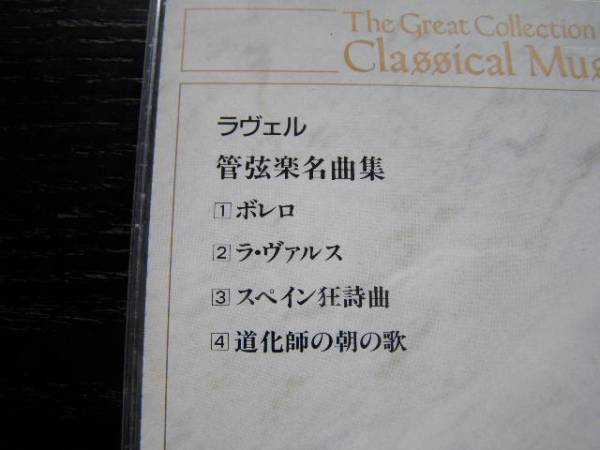 The Great Collection
Classical Mus
ラヴェル
管弦楽名曲集
1 ボレロ
2 ラ・ヴァルス
3 スペイン狂詩曲
4 道化師の朝の歌